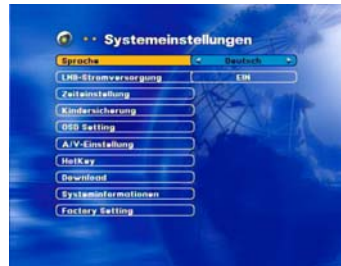 Systemeinstellungen
Sprache Deutsch
LNB-Stromversorgung EIN
Zeiteinstellung
Kindersicherung
OSD Setting
A/V-Einstellung
HotKey
Download
Systeminformationen
Factory Setting